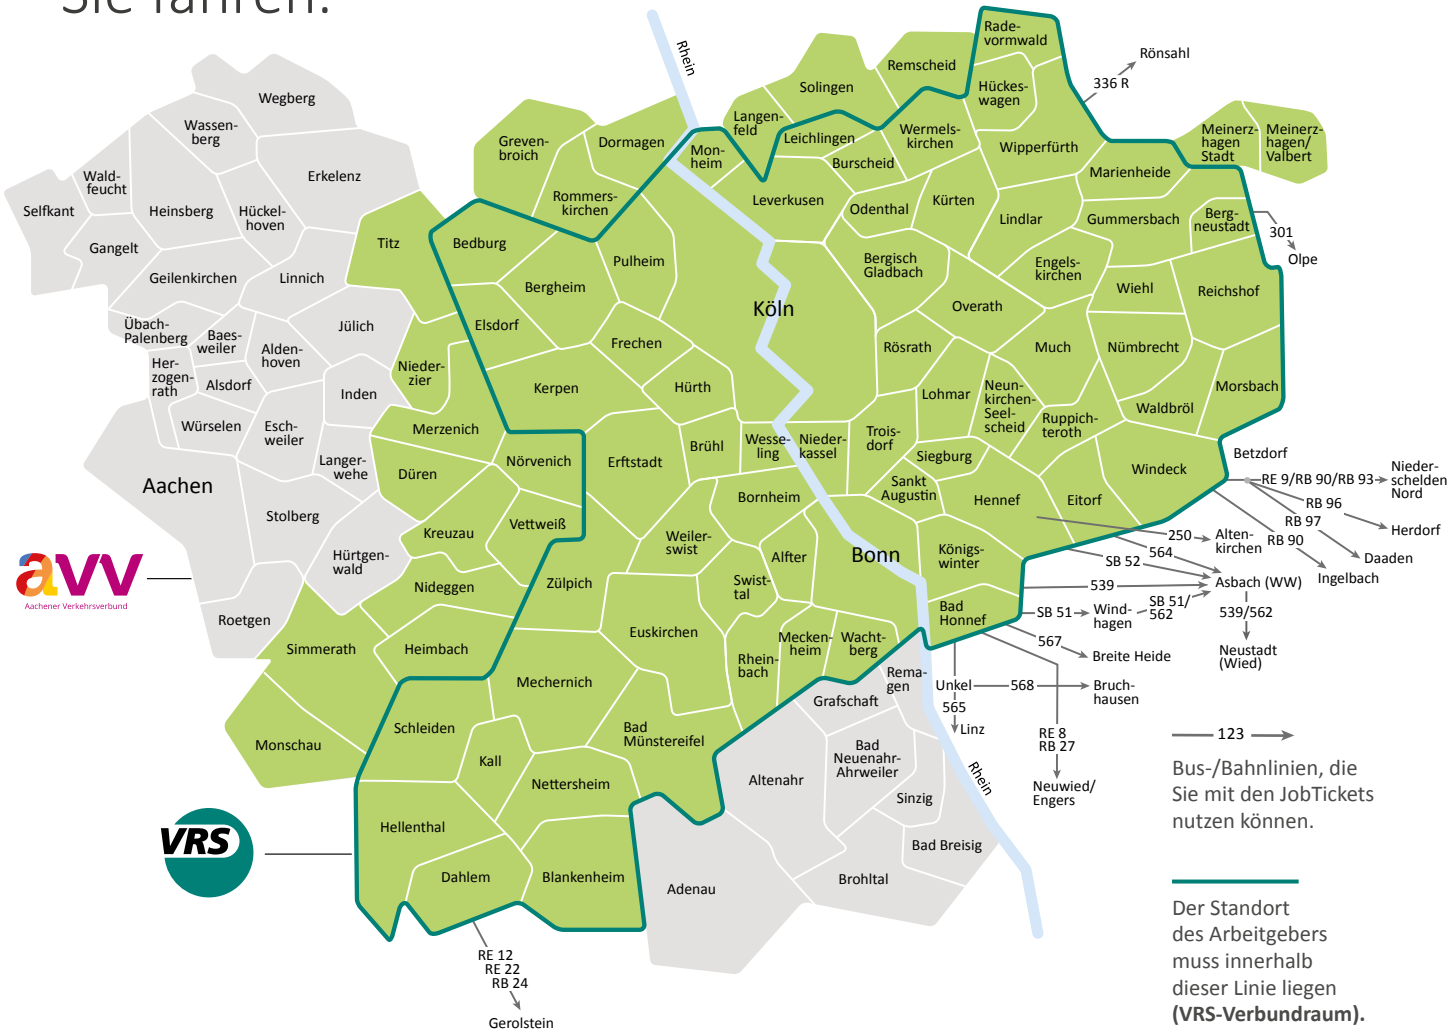 Sie fahren.
Rhein
Rade-
vormwald
Rönsahl
336 R
Remscheid
Solingen
Hückes-
wagen
Wegberg
Wassen-
berg
Langen-
feld
Leichlingen
Wermels-
kirchen
Wipperfürth
Meinerz-
hagen
Stadt
Meinerz-
hagen/
Valbert
Greven-
broich
Dormagen
Mon-
heim
Burscheid
Marienheide
Erkelenz
Wald-
feucht
Selfkant
Heinsberg
Hückel-
hoven
Rommers-
kirchen
Leverkusen
Odenthal
Kürten
Lindlar
Gummersbach
Berg-
neustadt
301
Olpe
Gangelt
Titz
Bedburg
Pulheim
Bergisch
Gladbach
Engels-
kirchen
Geilenkirchen
Linnich
Bergheim
Wiehl
Reichshof
Overath
Köln
Übach-
Palenberg
Baes-
weiler
Jülich
Elsdorf
Alden-
hoven
Frechen
Rösrath
Much
Nümbrecht
Her-
zogen-
rath
Alsdorf
Inden
Nieder-
zier
Kerpen
Hürth
Lohmar
Neun-
kirchen-
Seel-
scheid
Morsbach
Waldbröl
Ruppich-
teroth
Würselen
Esch-
weiler
Merzenich
Brühl
Wesse-
ling
Nieder-
kassel
Trois-
dorf
Siegburg
Langer-
wehe
Düren
Nörvenich
Erftstadt
Windeck
Betzdorf
RE 9/RB 90/RB 93
Nieder-
schelden
Nord
Aachen
Sankt
Augustin
Hennef
Eitorf
Bornheim
RB 96
RB 97
RB 90
Herdorf
Daaden
Ingelbach
Stolberg
Kreuzau
Vettweiß
Weiler-
swist
Alfter
Bonn
Königs-
winter
250
Alten-
kirchen
564
SB 52
Asbach (WW)
avv
Aachener Verkehrsverbund
Hürtgen-
wald
Nideggen
Zülpich
Swist-
tal
539
SB 51
Wind-
hagen
SB 51/
562
539/562
Neustadt
(Wied)
Roetgen
Bad
Honnef
Simmerath
Heimbach
Euskirchen
Mecken-
heim
Wacht-
berg
567
Breite Heide
Rhein-
bach
Mechernich
Rema-
gen
Unkel
568
Bruch-
hausen
565
Linz
Grafschaft
Monschau
Schleiden
Kall
Bad
Münstereifel
Bad
Neuenahr-
Ahrweiler
RE 8
RB 27
Neuwied/
Engers
Rhein
123
Bus-/Bahnlinien, die
Sie mit den JobTickets
nutzen können.
Nettersheim
Altenahr
Sinzig
Hellenthal
VRS
Bad Breisig
Dahlem
Blankenheim
Adenau
Brohltal
Der Standort
des Arbeitgebers
muss innerhalb
dieser Linie liegen
(VRS-Verbundraum).
RE 12
RE 22
RB 24
Gerolstein